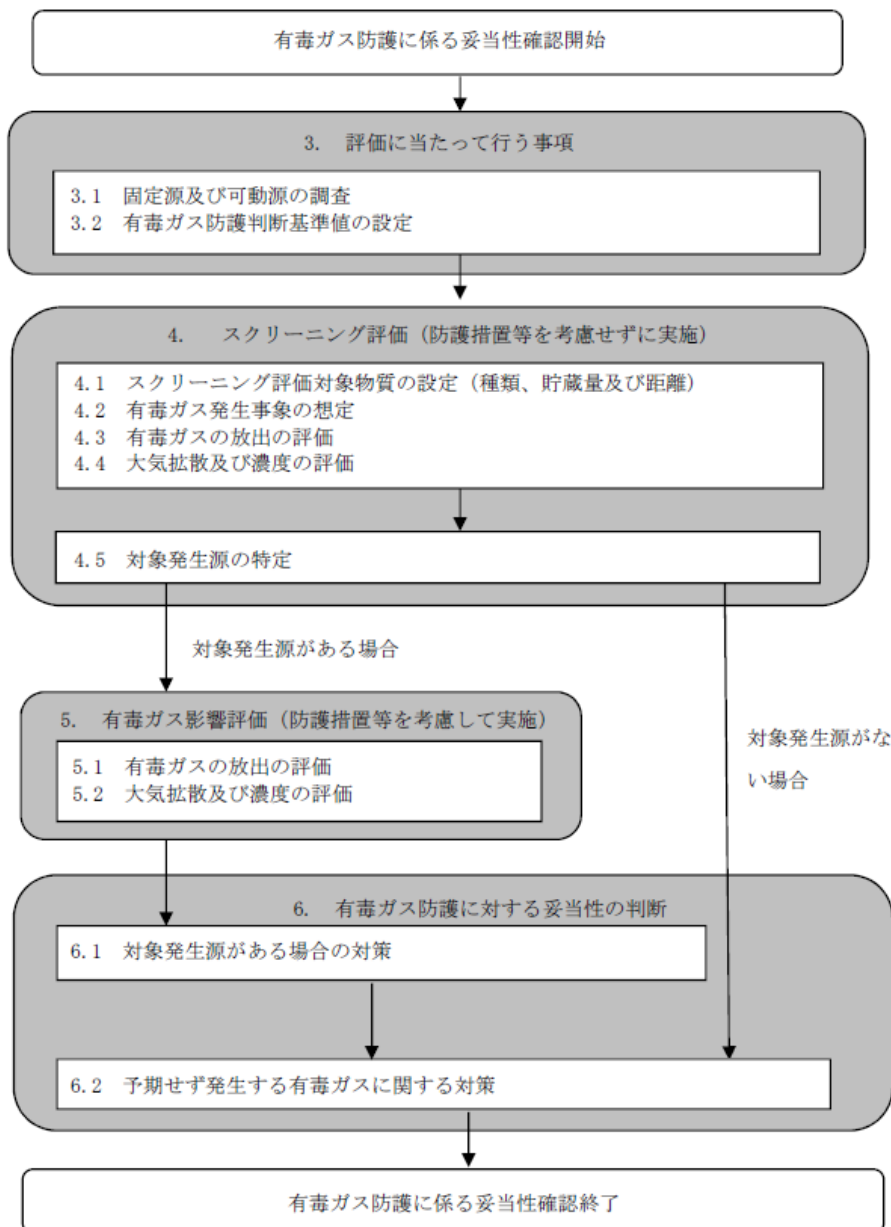 有毒ガス防護に係る妥当性確認開始
3. 評価に当たって行う事項
3.1 固定源及び可動源の調査
3.2 有毒ガス防護判断基準値の設定
4. スクリーニング評価（防護措置等を考慮せずに実施）
4.1 スクリーニング評価対象物質の設定（種類、貯蔵量及び距離）
4.2 有毒ガス発生事象の想定
4.3 有毒ガスの放出の評価
4.4 大気拡散及び濃度の評価
4.5 対象発生源の特定
対象発生源がある場合
5. 有毒ガス影響評価（防護措置等を考慮して実施）
5.1 有毒ガスの放出の評価
5.2 大気拡散及び濃度の評価
対象発生源がな
い場合
6. 有毒ガス防護に対する妥当性の判断
6.1 対象発生源がある場合の対策
6.2 予期せず発生する有毒ガスに関する対策
有毒ガス防護に係る妥当性確認終了